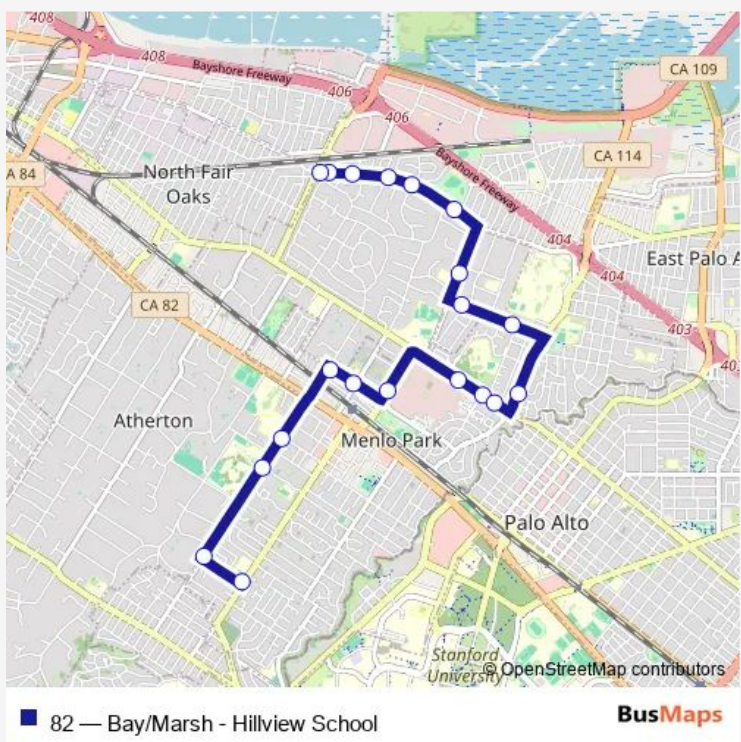 408
408
Bayshore Freeway
406
406
CA 109
CA 114
Bayshore Freeway
A 84
North Fair
Oaks
404
404
East Palo A
CA 82
403
40
Atherton
Menlo Park
Palo Alto
Stanford
University
© OpenStreetMap contributors
82 — Bay/Marsh - Hillview School
BusMaps